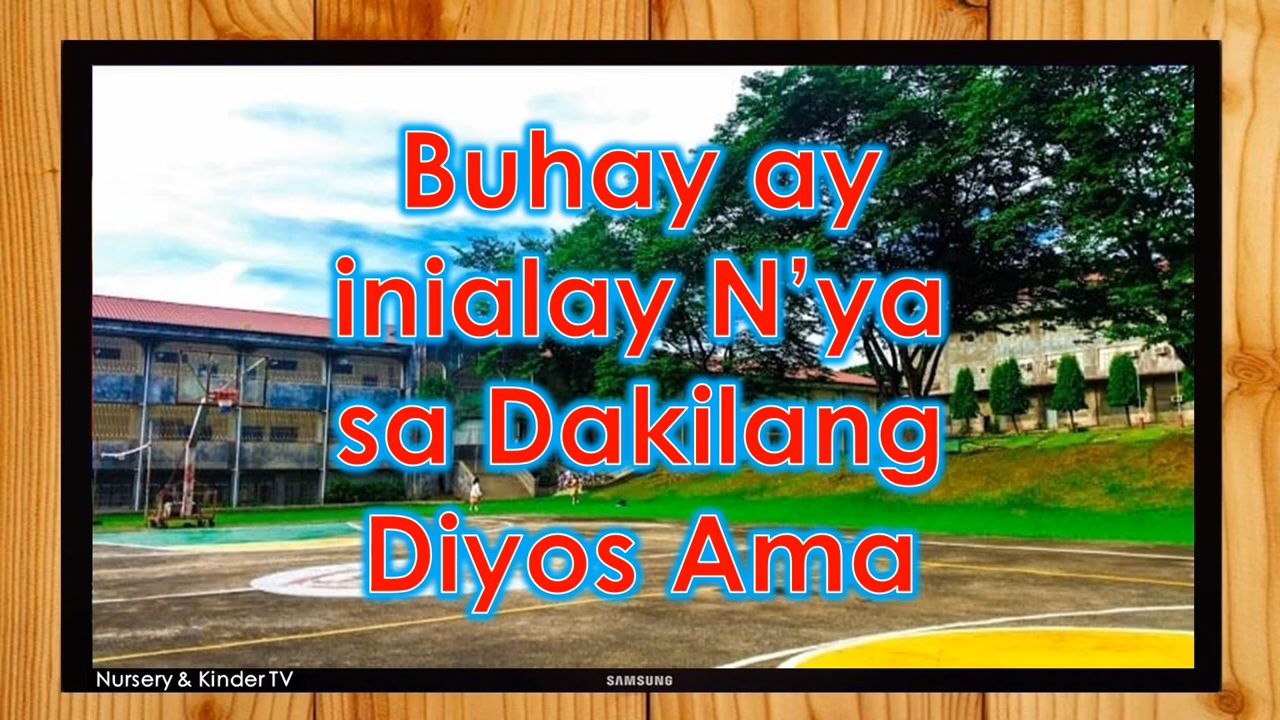 Buhay ay
inialay N’ya
sa Dakilang
Diyos Ama
Nursery & Kinder TV
SAMSUNG